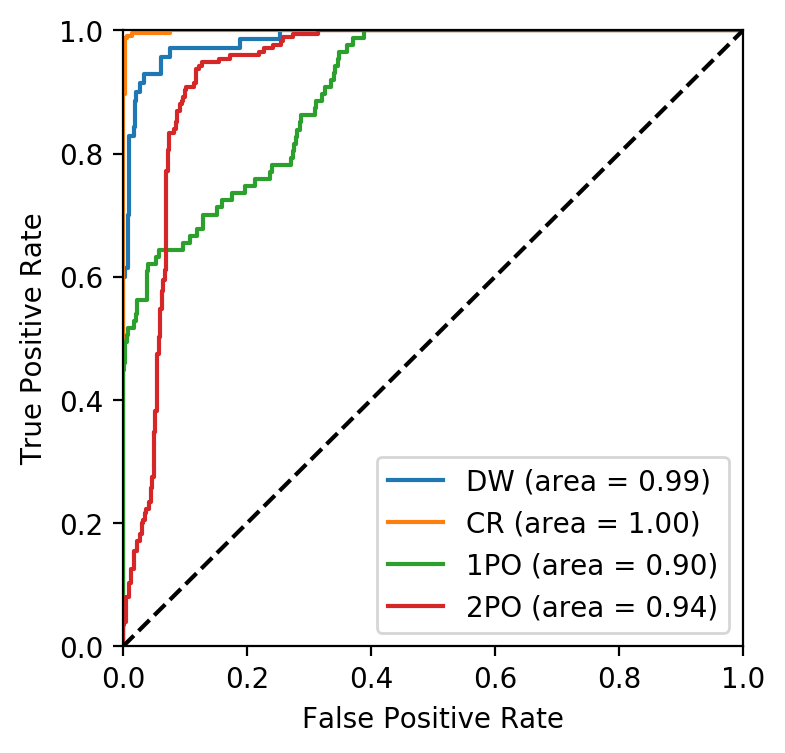 1.0
0.8
0.6
0.4
0.2
0.0
True Positive Rate
DW (area = 0.99)
CR (area = 1.00)
1PO (area = 0.90)
2PO (area = 0.94)
0.0 0.2 0.4 0.6 0.8 1.0
False Positive Rate